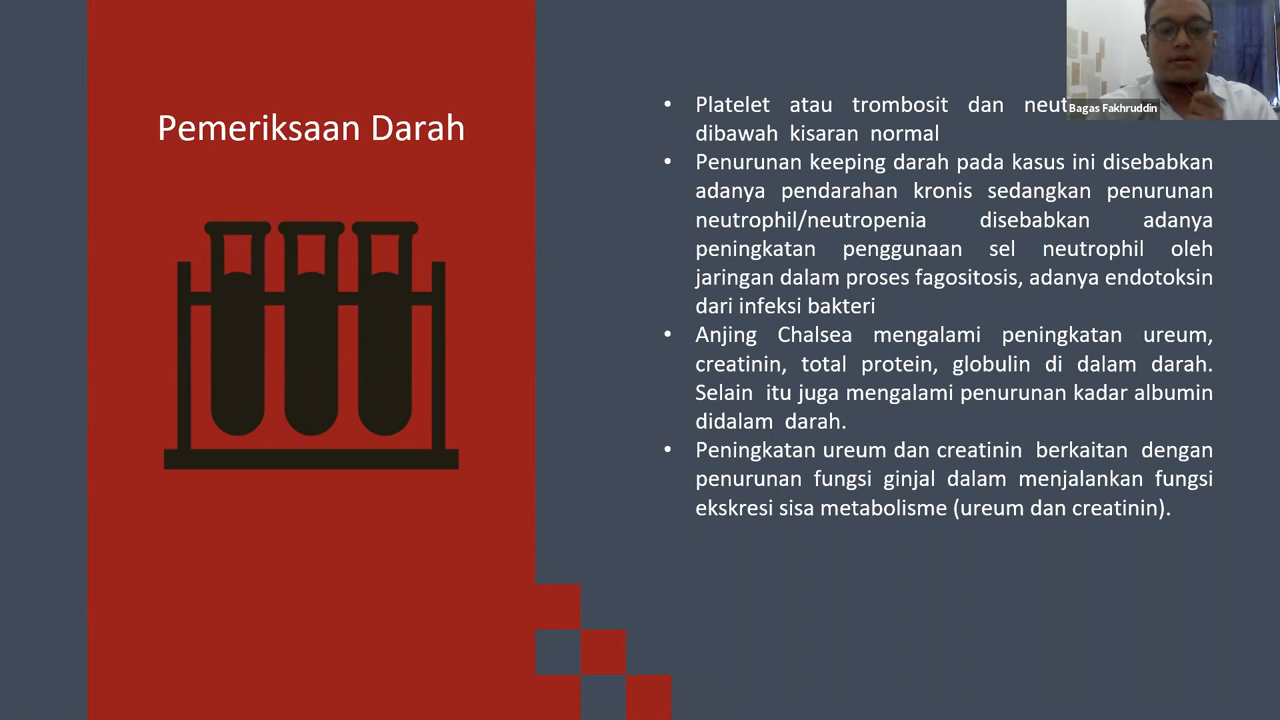 Pemeriksaan Darah
Platelet atau trombosit dan
dibawah kisaran normal
Penurunan keeping darah pada kasus ini disebabkan
adanya pendarahan kronis sedangkan penurunan
neutrophil/neutropenia disebabkan adanya
peningkatan penggunaan sel neutrophil oleh
jaringan dalam proses fagositosis, adanya endotoksin
dari infeksi bakteri
Anjing Chalsea mengalami peningkatan ureum,
creatinin, total protein, globulin di dalam darah.
Selain itu juga mengalami penurunan kadar albumin
didalam darah.
Peningkatan ureum dan creatinin berkaitan dengan
penurunan fungsi ginjal dalam menjalankan fungsi
ekskresi sisa metabolisme (ureum dan creatinin).
Bagas Fakhruddin